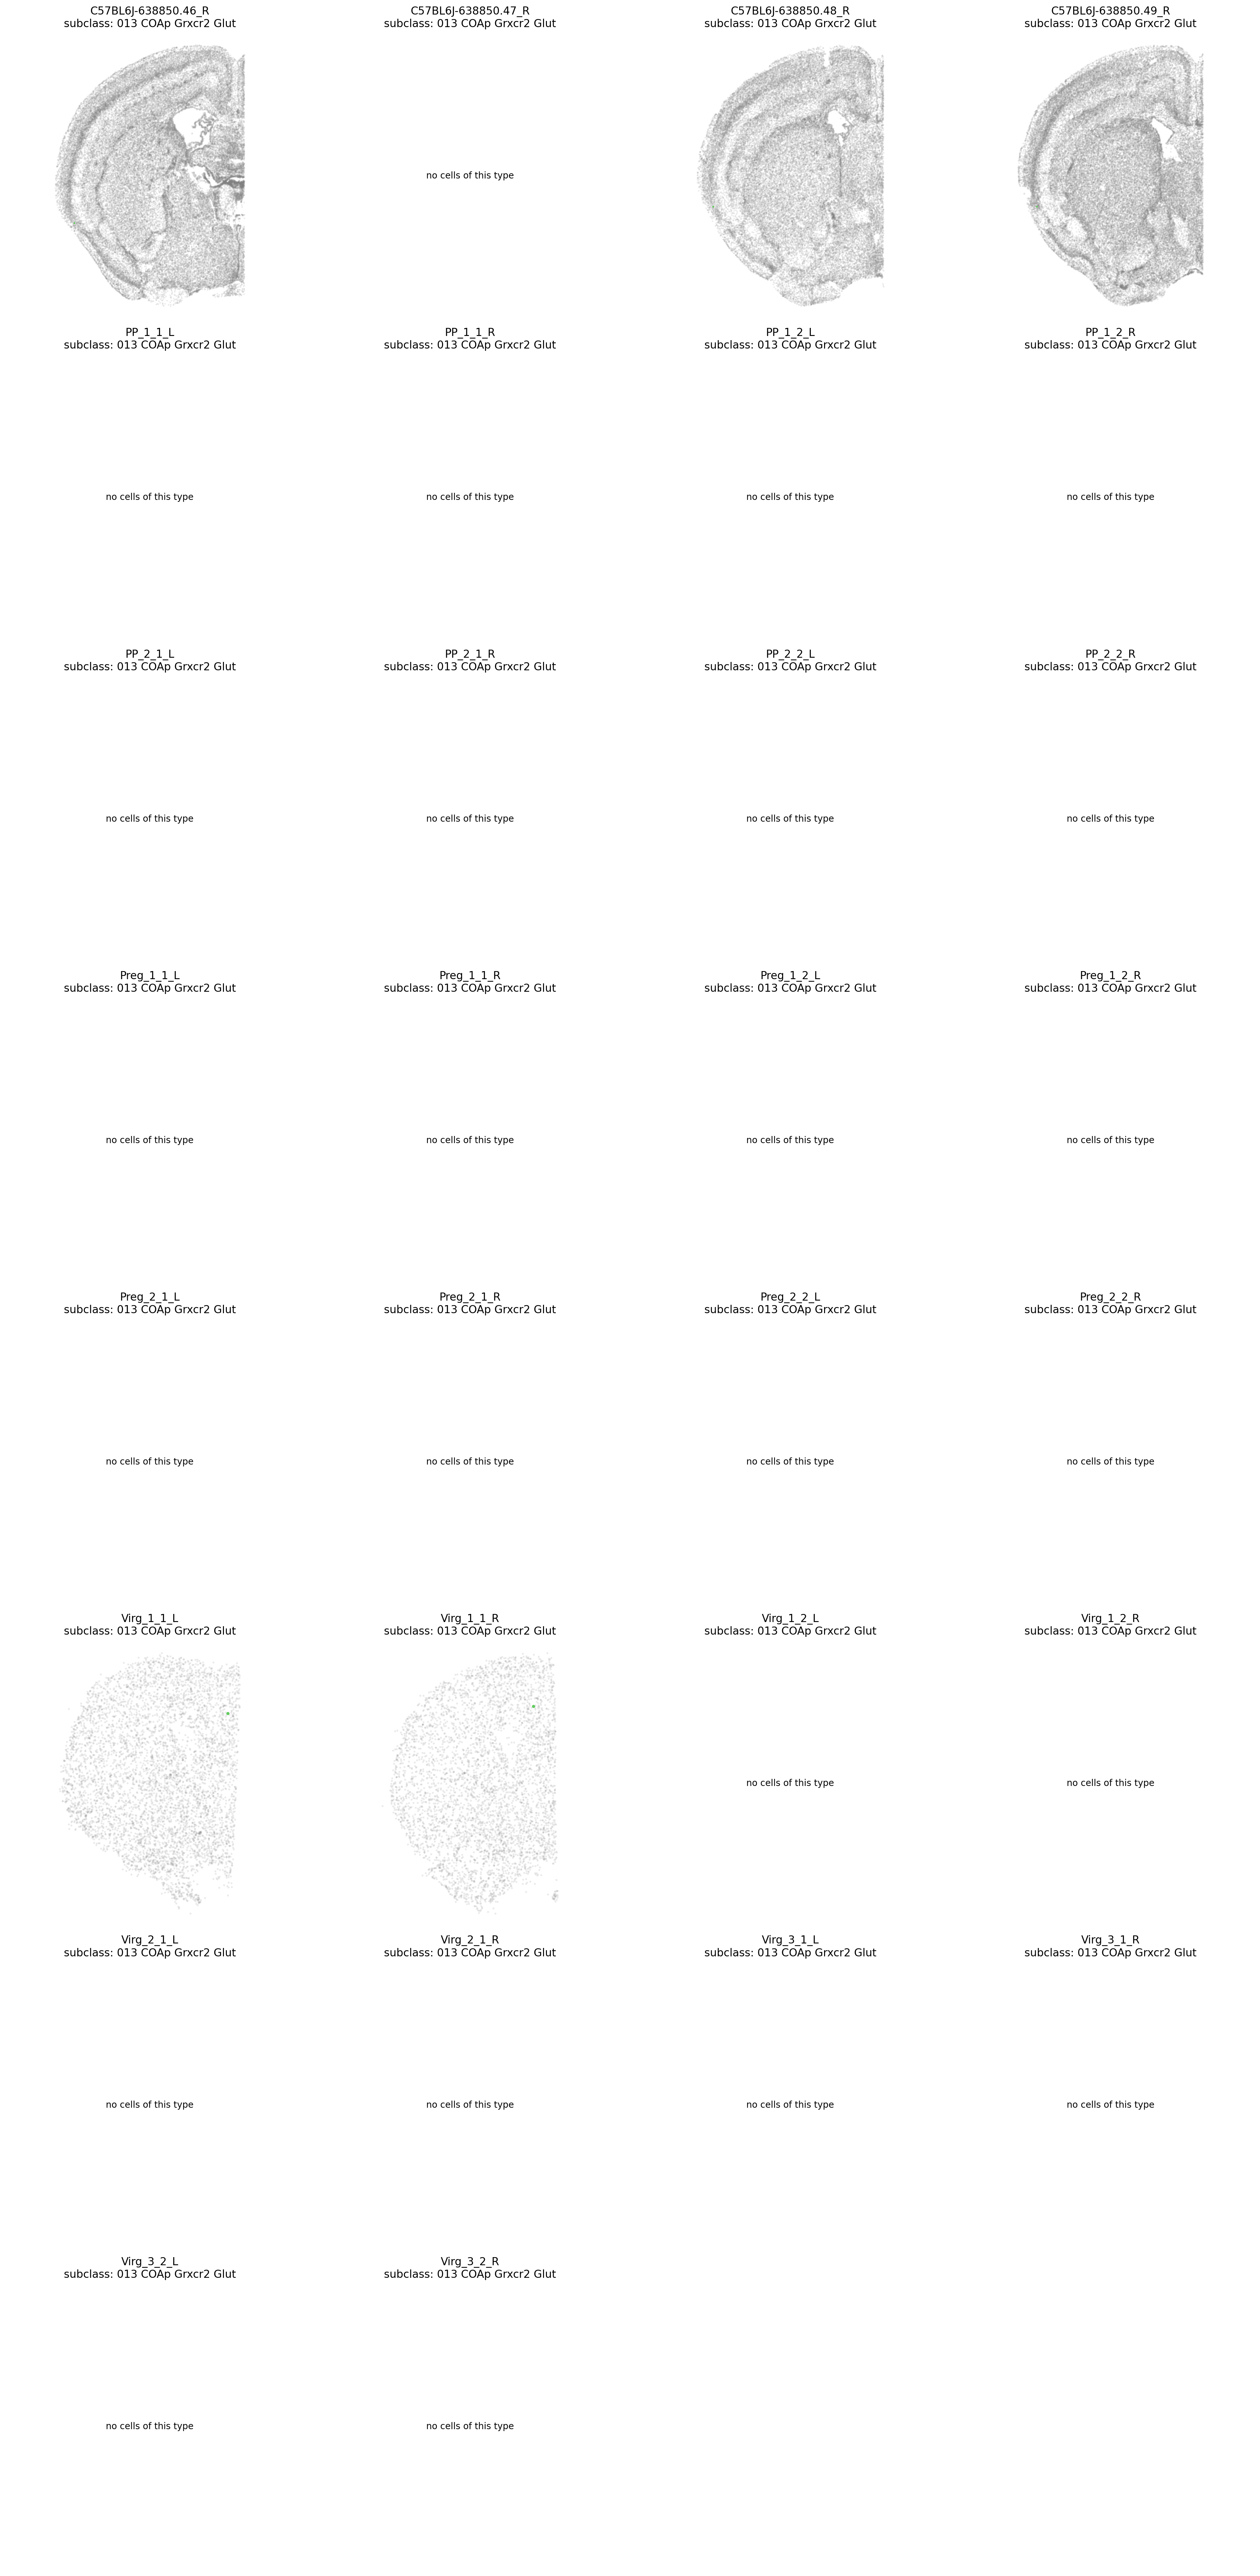 C57BL6J-638850.46_R
subclass: 013 COAp Grxcr2 Glut
C57BL6J-638850.47_R
subclass: 013 COAp Grxcr2 Glut
C57BL6J-638850.48_R
subclass: 013 COAp Grxcr2 Glut
C57BL6J-638850.49_R
subclass: 013 COAp Grxcr2 Glut
no cells of this type
PP_1_1_L
subclass: 013 COAp Grxcr2 Glut
PP_1_1_R
subclass: 013 COAp Grxcr2 Glut
PP_1_2_L
subclass: 013 COAp Grxcr2 Glut
PP_1_2_R
subclass: 013 COAp Grxcr2 Glut
no cells of this type
no cells of this type
no cells of this type
no cells of this type
PP_2_1_L
subclass: 013 COAp Grxcr2 Glut
PP_2_1_R
subclass: 013 COAp Grxcr2 Glut
PP_2_2_L
subclass: 013 COAp Grxcr2 Glut
PP_2_2_R
subclass: 013 COAp Grxcr2 Glut
no cells of this type
no cells of this type
no cells of this type
no cells of this type
Preg_1_1_L
subclass: 013 COAp Grxcr2 Glut
Preg_1_1_R
subclass: 013 COAp Grxcr2 Glut
Preg_1_2_L
subclass: 013 COAp Grxcr2 Glut
Preg_1_2_R
subclass: 013 COAp Grxcr2 Glut
no cells of this type
no cells of this type
no cells of this type
no cells of this type
Preg_2_1_L
subclass: 013 COAp Grxcr2 Glut
Preg_2_1_R
subclass: 013 COAp Grxcr2 Glut
Preg_2_2_L
subclass: 013 COAp Grxcr2 Glut
Preg_2_2_R
subclass: 013 COAp Grxcr2 Glut
no cells of this type
no cells of this type
no cells of this type
no cells of this type
Virg_1_1_L
subclass: 013 COAp Grxcr2 Glut
Virg_1_1_R
subclass: 013 COAp Grxcr2 Glut
Virg_1_2_L
subclass: 013 COAp Grxcr2 Glut
Virg_1_2_R
subclass: 013 COAp Grxcr2 Glut
no cells of this type
no cells of this type
Virg_2_1_L
subclass: 013 COAp Grxcr2 Glut
Virg_2_1_R
subclass: 013 COAp Grxcr2 Glut
Virg_3_1_L
subclass: 013 COAp Grxcr2 Glut
Virg_3_1_R
subclass: 013 COAp Grxcr2 Glut
no cells of this type
no cells of this type
no cells of this type
no cells of this type
Virg_3_2_L
subclass: 013 COAp Grxcr2 Glut
Virg_3_2_R
subclass: 013 COAp Grxcr2 Glut
no cells of this type
no cells of this type